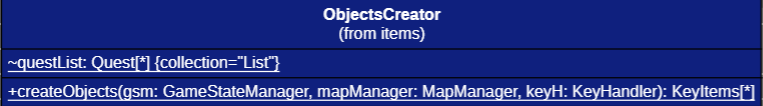 ObjectsCreator
(from items)
~questList: Quest[*] {collection="List"}
+createObjects(gsm: GameStateManager, mapManager: MapManager, keyH: KeyHandler): KeyItems[*]